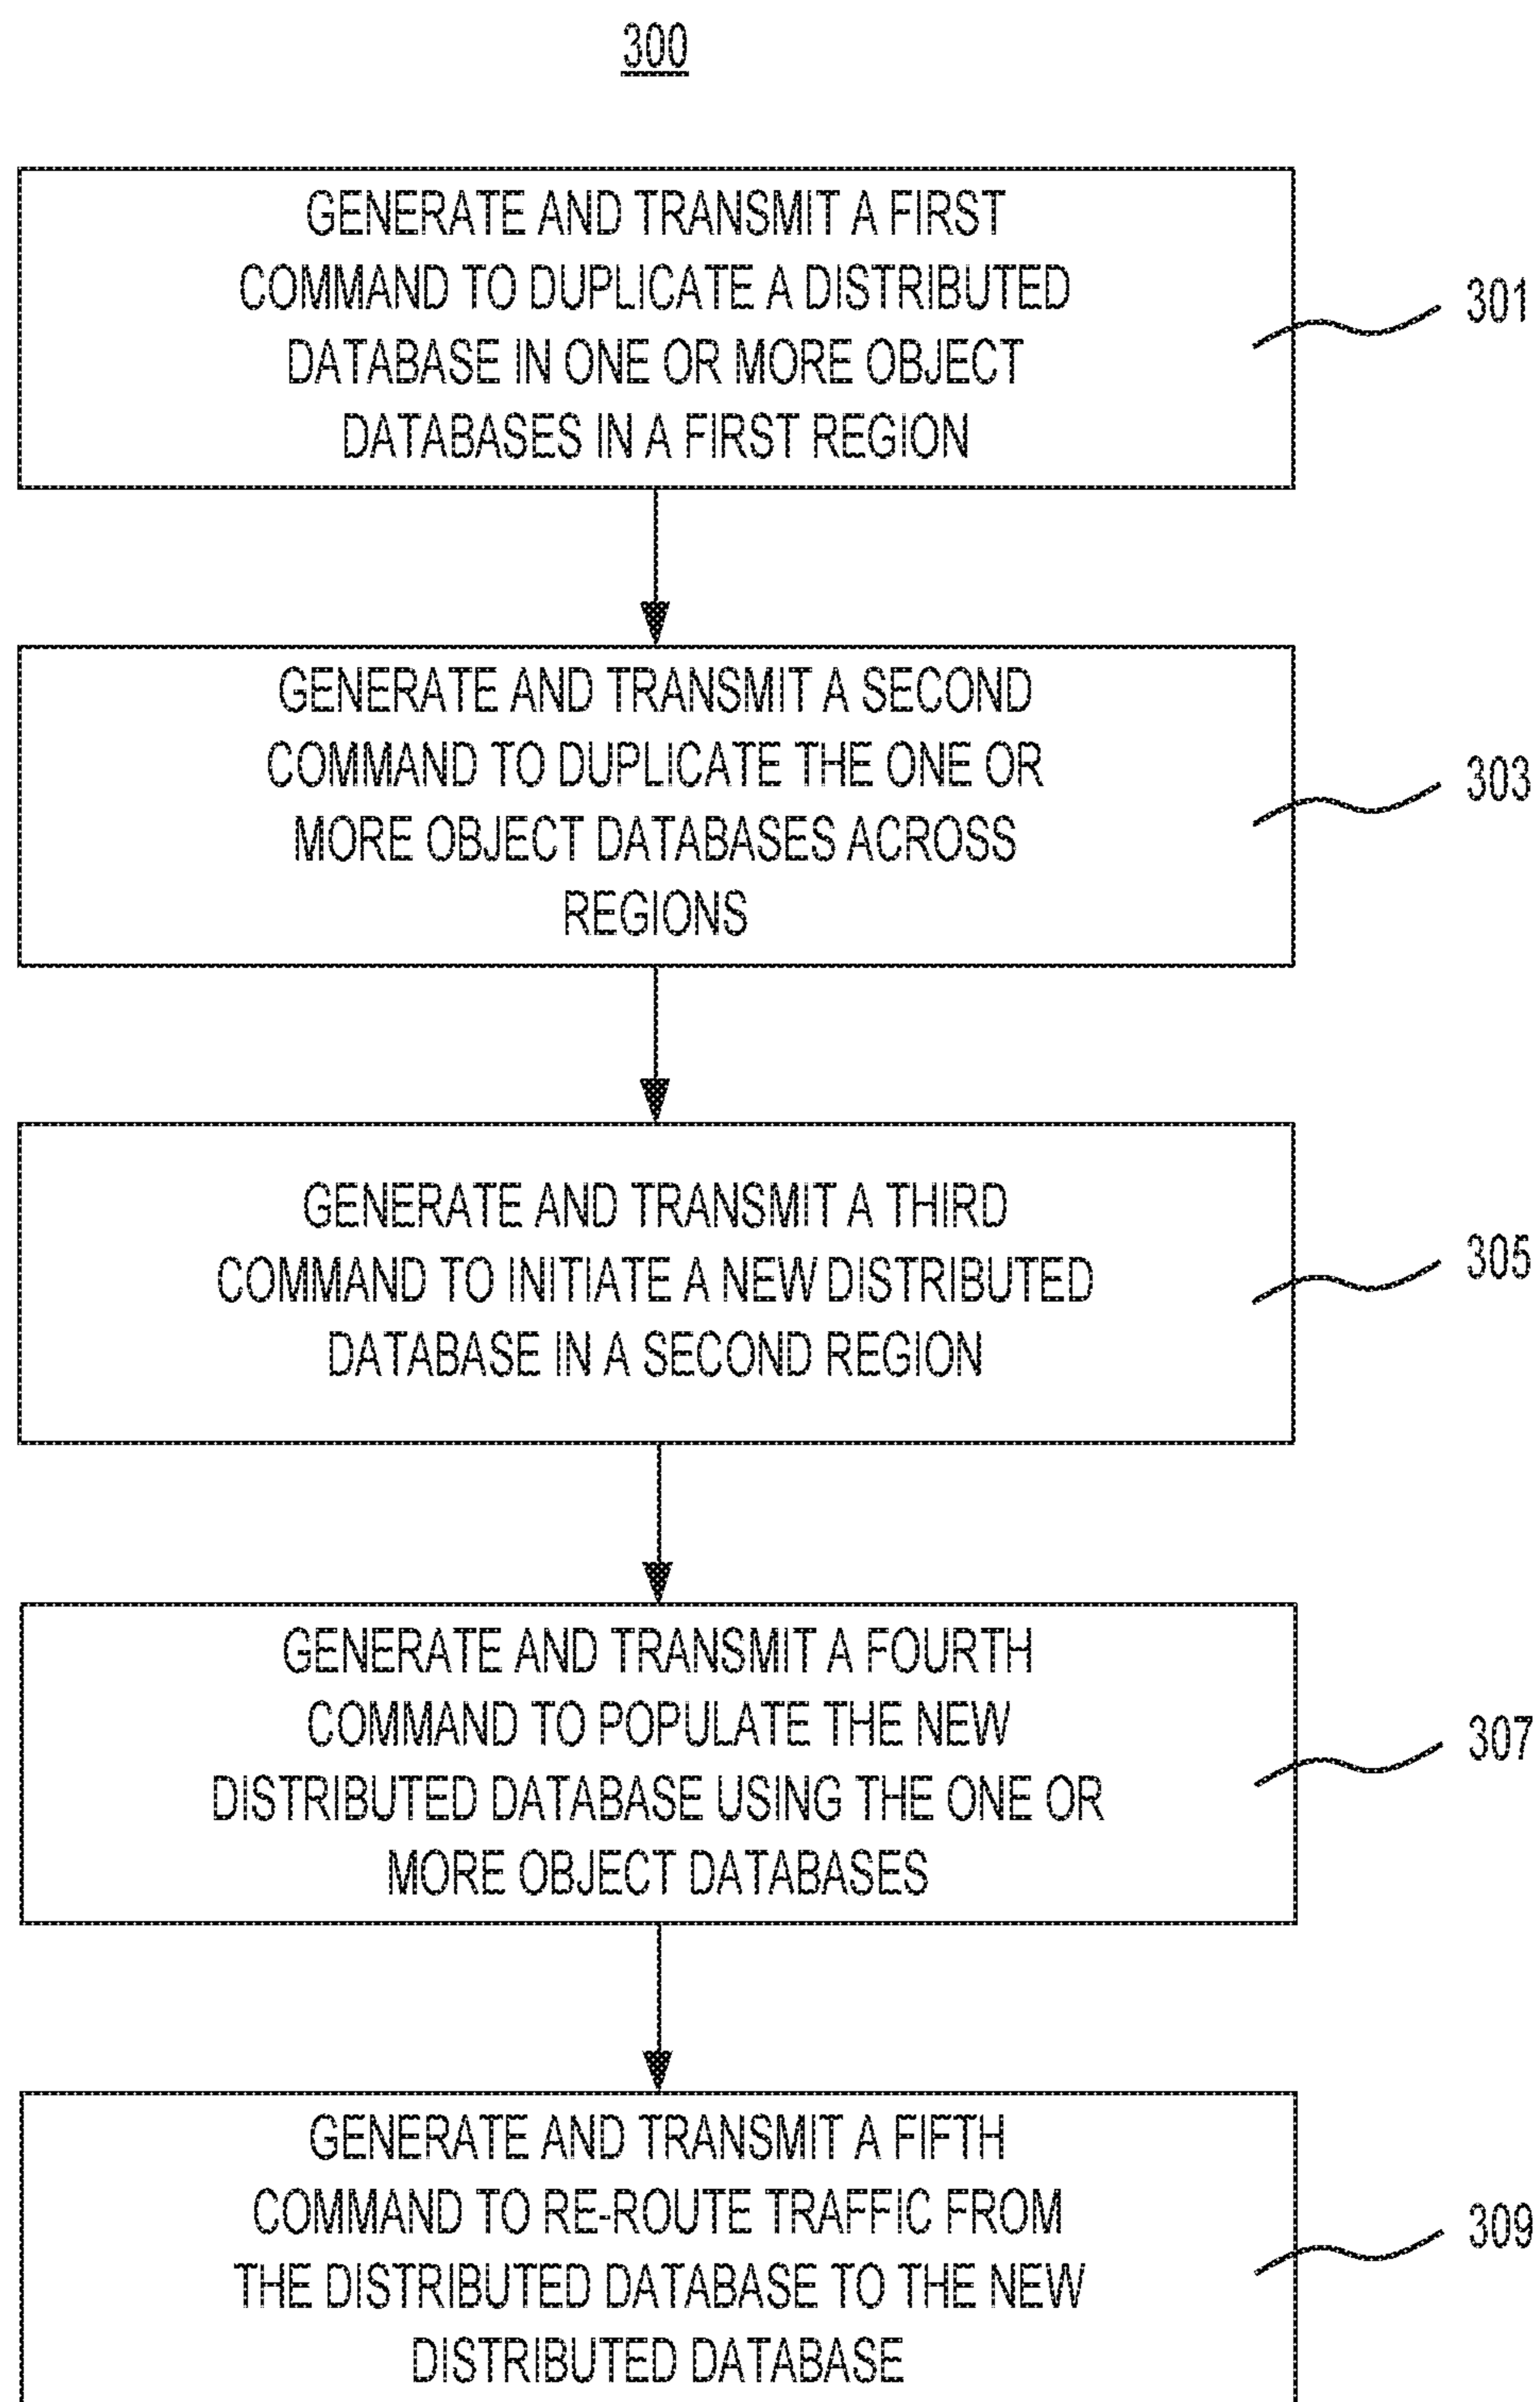 300
GENERATE AND TRANSMIT A FIRST
COMMAND TO DUPLICATE A DISTRIBUTED
DATABASE IN ONE OR MORE OBJECT
DATABASES IN A FIRST REGION
301
GENERATE AND TRANSMIT A SECOND
COMMAND TO DUPLICATE THE ONE OR
MORE OBJECT DATABASES ACROSS
REGIONS
303
GENERATE AND TRANSMIT A THIRD
COMMAND TO INITIATE A NEW DISTRIBUTED
DATABASE IN A SECOND REGION
305
GENERATE AND TRANSMIT A FOURTH
COMMAND TO POPULATE THE NEW
DISTRIBUTED DATABASE USING THE ONE OR
MORE OBJECT DATABASES
307
GENERATE AND TRANSMIT A FIFTH
COMMAND TO RE-ROUTE TRAFFIC FROM
THE DISTRIBUTED DATABASE TO THE NEW
DISTRIBUTED DATABASE
309